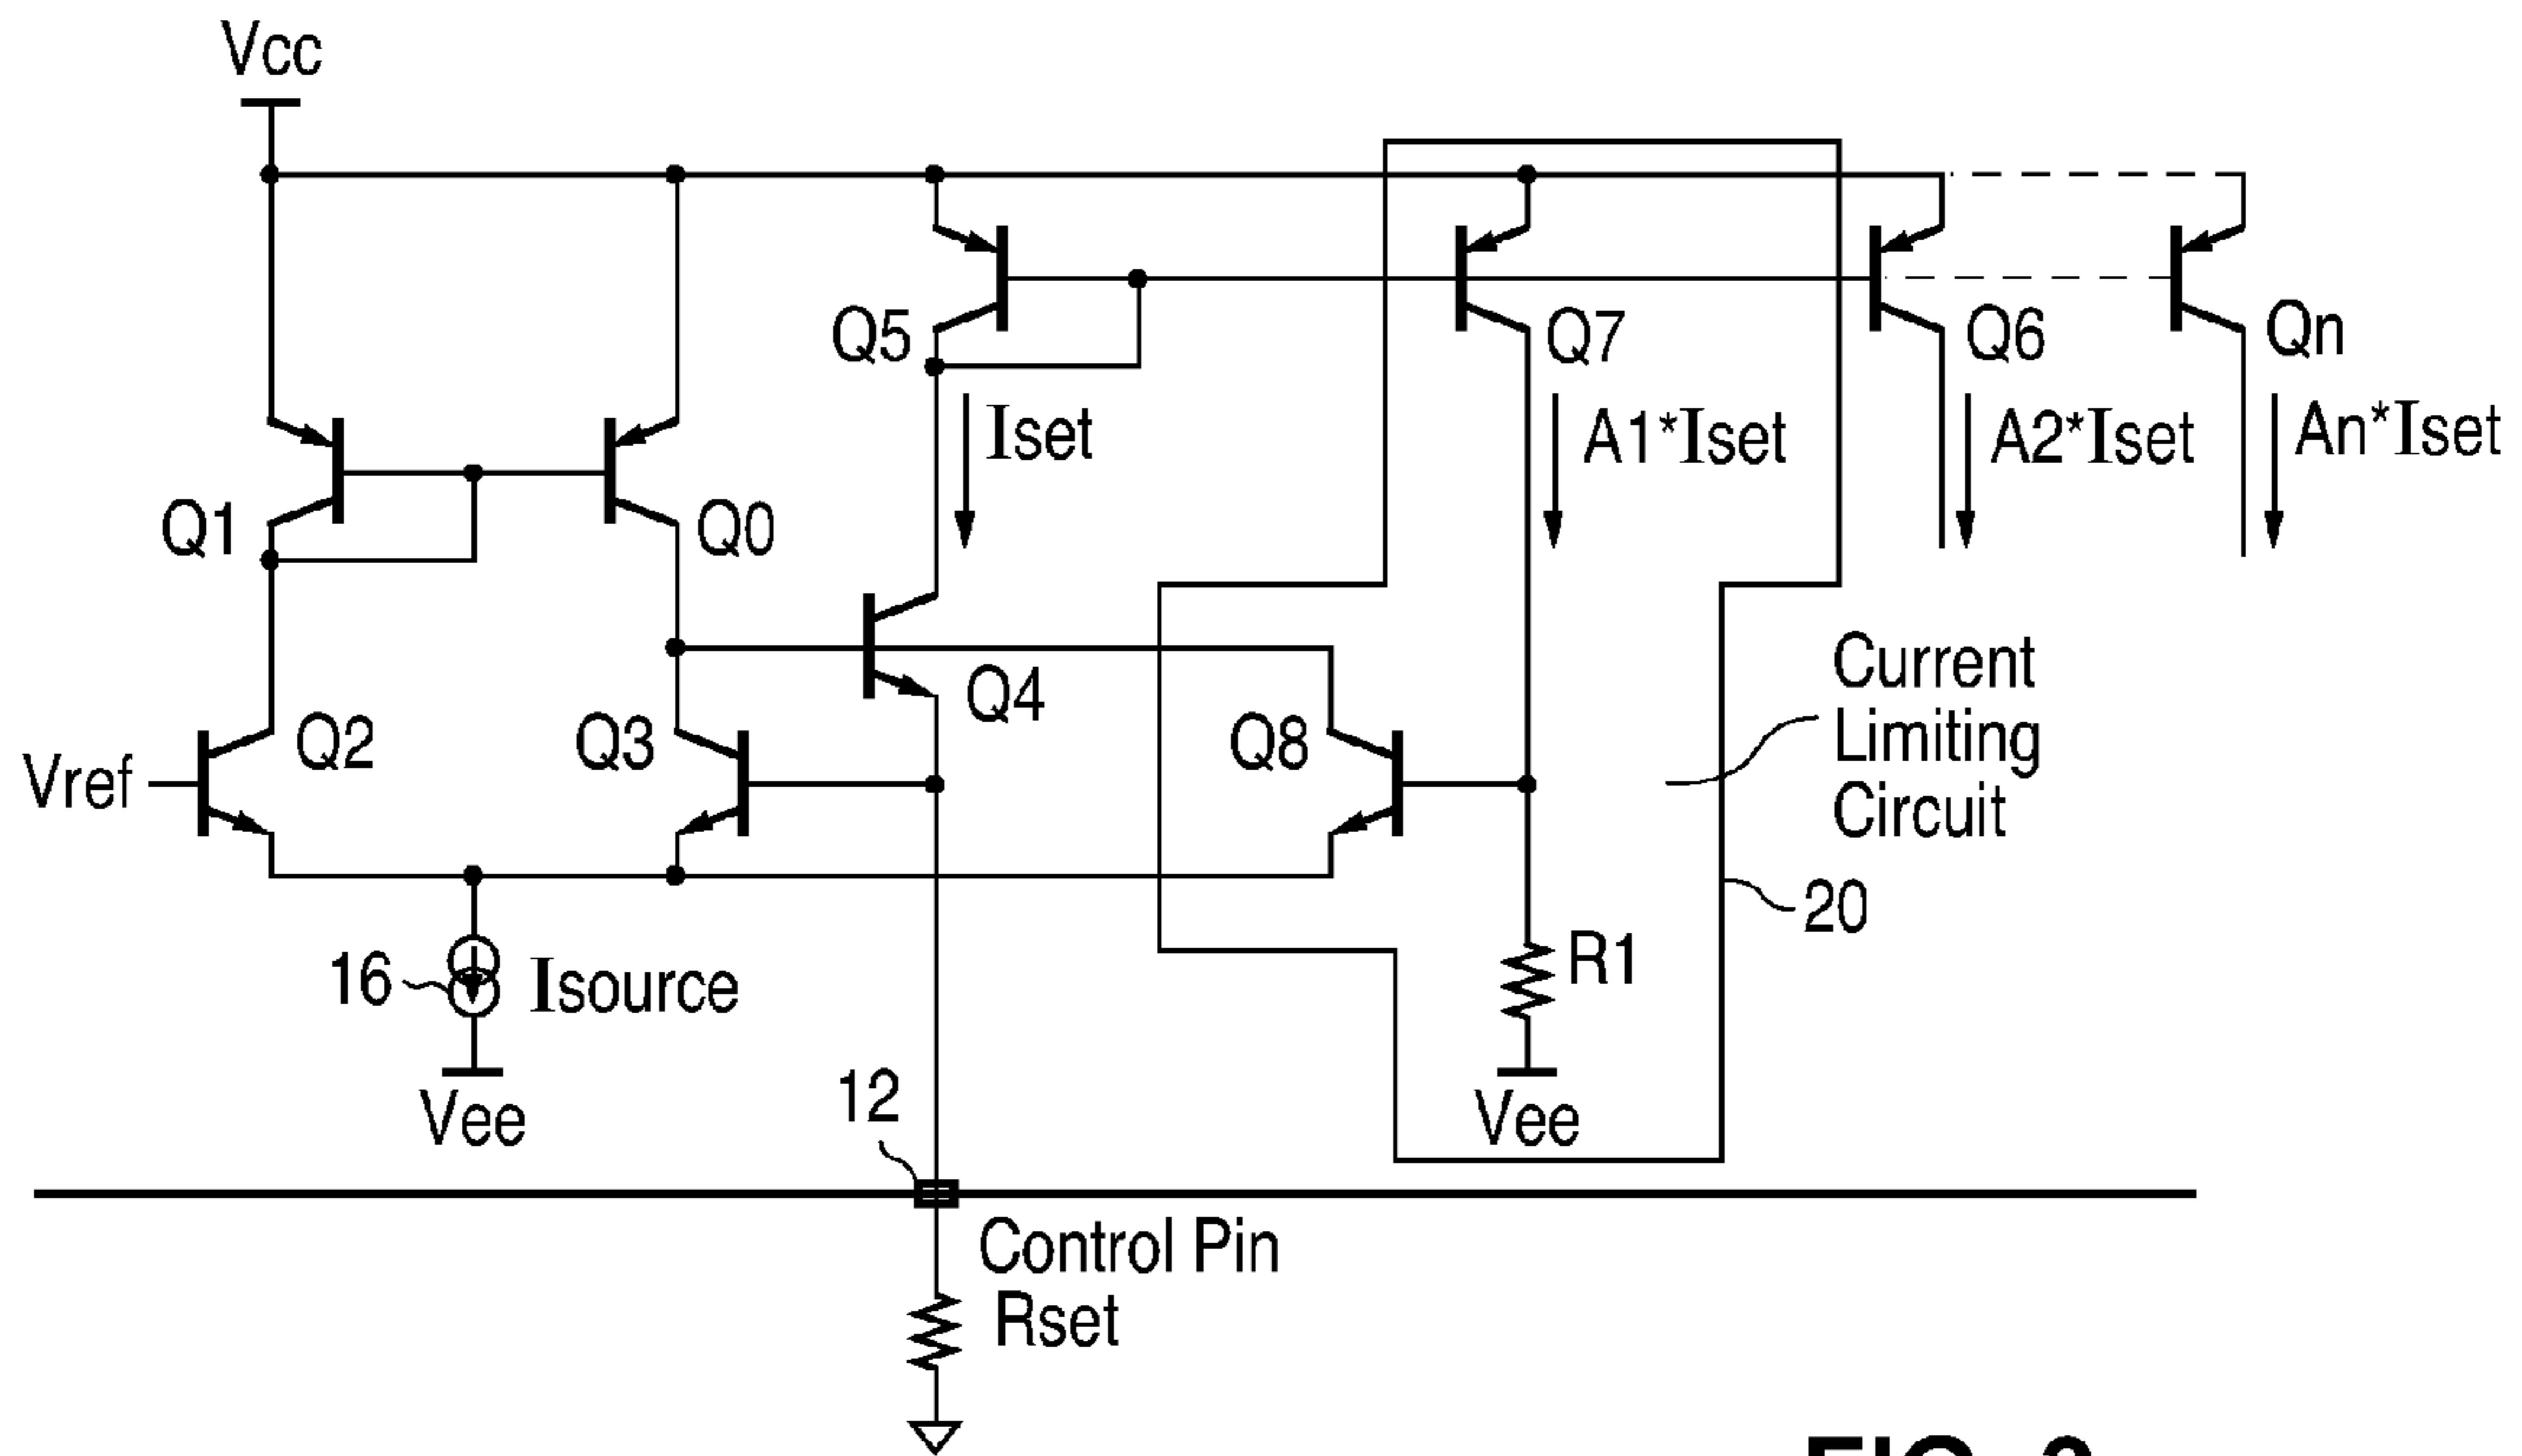 Vcc
Q5
Q7
Q6
Qn
Iset
A1*Iset
A2*Iset
An*Iset
Q1
Q0
Q4
Vref
Q2
Q3
Q8
Current
Limiting
Circuit
20
16
Isource
R1
Vee
Vee
12
Control Pin
Rset